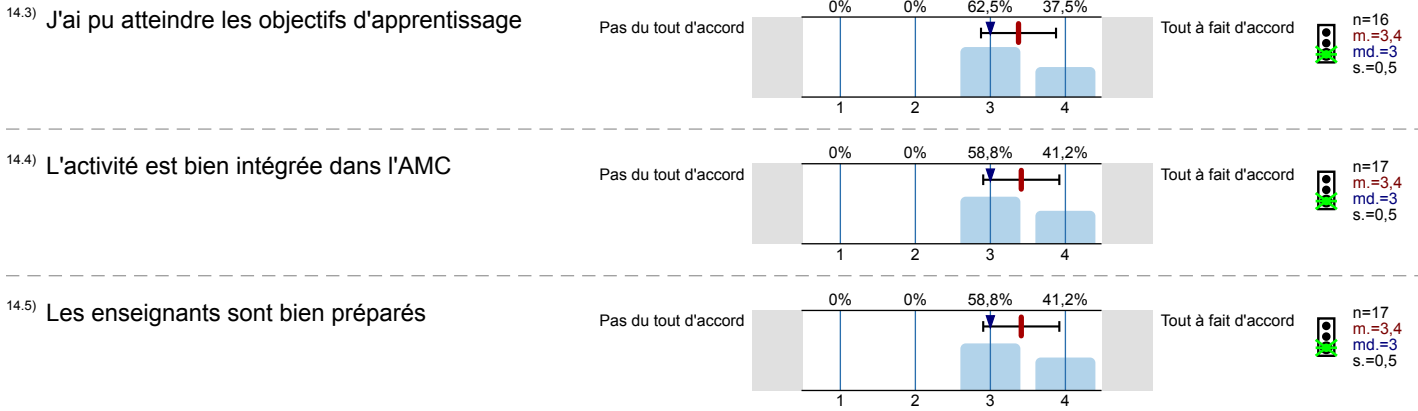 14.3) J'ai pu atteindre les objectifs d'apprentissage
0% 0% 62,5% 37,5%
Pas du tout d'accord
Tout à fait d'accord
n=16
m.=3,4
md.=3
s.=0,5
1 2 3 4
14.4) L'activité est bien intégrée dans l'AMC
0% 0% 58,8% 41,2%
Pas du tout d'accord
Tout à fait d'accord
n=17
m.=3,4
md.=3
s.=0,5
1 2 3 4
14.5) Les enseignants sont bien préparés
0% 0% 58,8% 41,2%
Pas du tout d'accord
Tout à fait d'accord
n=17
m.=3,4
md.=3
s.=0,5
1 2 3 4